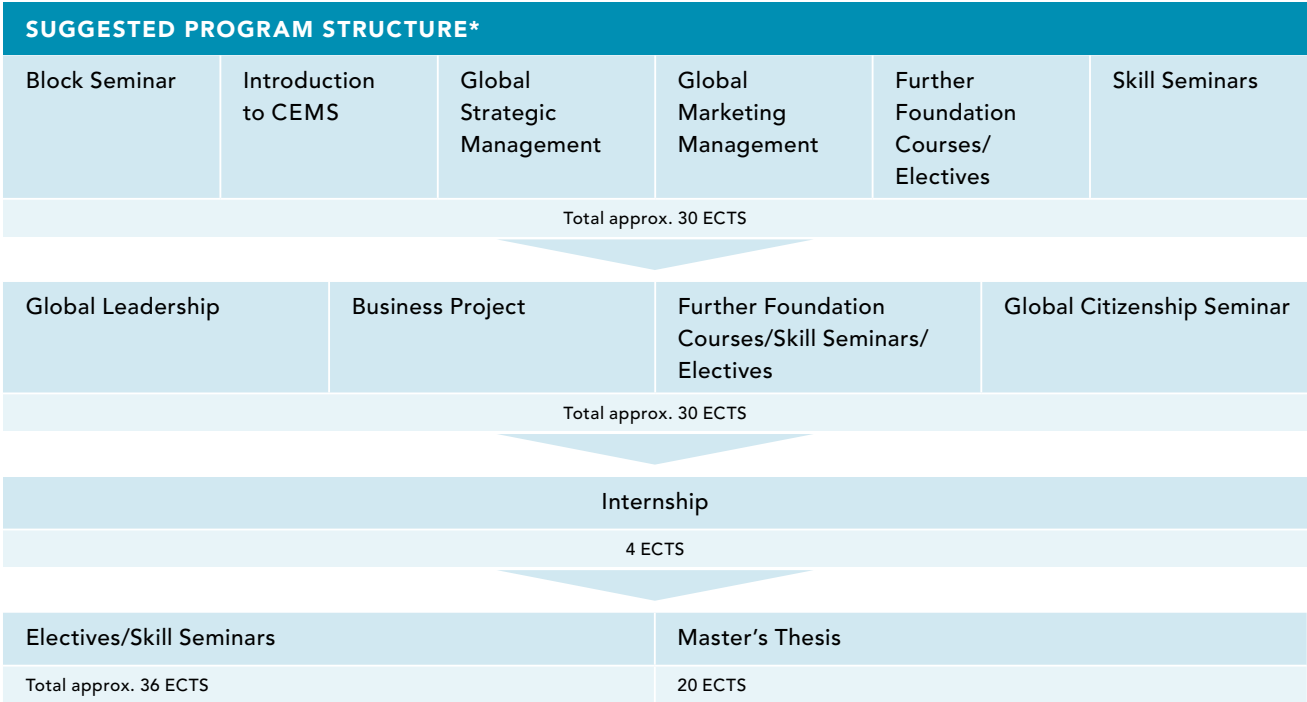 SUGGESTED PROGRAM STRUCTURE*
Block Seminar
Introduction
to CEMS
Global
Strategic
Management
Global
Marketing
Management
Further
Foundation
Courses/
Electives
Skill Seminars
Total approx. 30 ECTS
Global Leadership
Business Project
Further Foundation
Courses/Skill Seminars/
Electives
Global Citizenship Seminar
Total approx. 30 ECTS
Internship
4 ECTS
Electives/Skill Seminars
Master’s Thesis
Total approx. 36 ECTS
20 ECTS